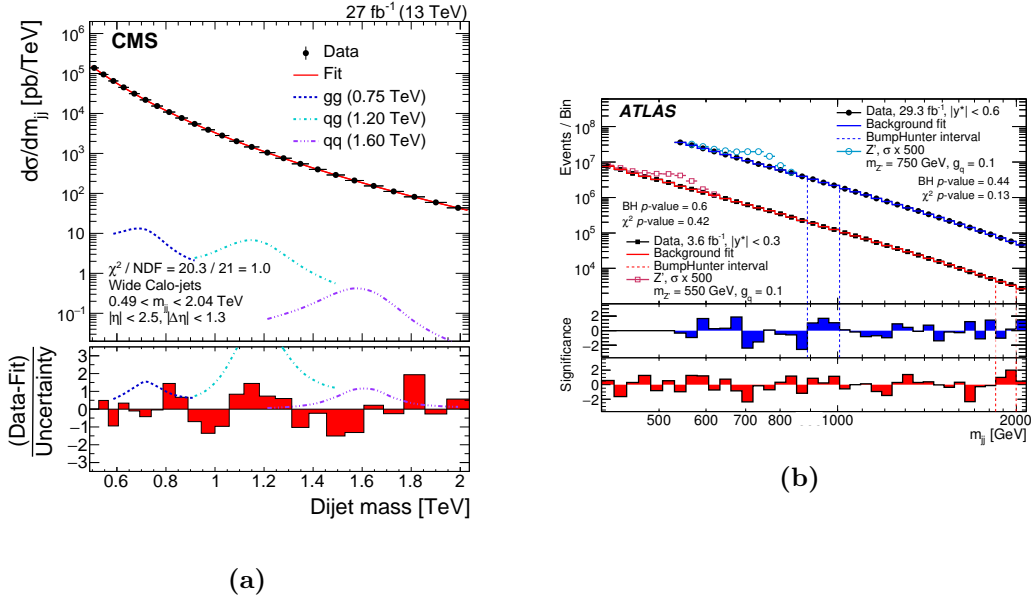 27 fb⁻¹ (13 TeV)
CMS
Data
Fit
gg (0.75 TeV)
qg (1.20 TeV)
qq (1.60 TeV)
dσ/dm_jj [pb/TeV]
10⁶
10⁵
10⁴
10³
10²
10
1
10⁻¹
χ² / NDF = 20.3 / 21 = 1.0
Wide Calo-jets
0.49 < m_jj < 2.04 TeV
|η| < 2.5, |Δη| < 1.3
(Data-Fit)
Uncertainty
3
2
1
0
−1
−2
−3
0.6 0.8 1 1.2 1.4 1.6 1.8 2
Dijet mass [TeV]
(a)
ATLAS
Events / Bin
10⁸
10⁷
10⁶
10⁵
10⁴
Data, 29.3 fb⁻¹, |y*| < 0.6
Background fit
BumpHunter interval
Z', σ x 500
m_Z' = 750 GeV, g_q = 0.1
BH p-value = 0.44
χ² p-value = 0.13
BH p-value = 0.6
χ² p-value = 0.42
Data, 3.6 fb⁻¹, |y*| < 0.3
Background fit
BumpHunter interval
Z', σ x 500
m_Z' = 550 GeV, g_q = 0.1
Significance
2
0
−2
2
0
−2
500 600 700 1000 2000
m_jj [GeV]
(b)